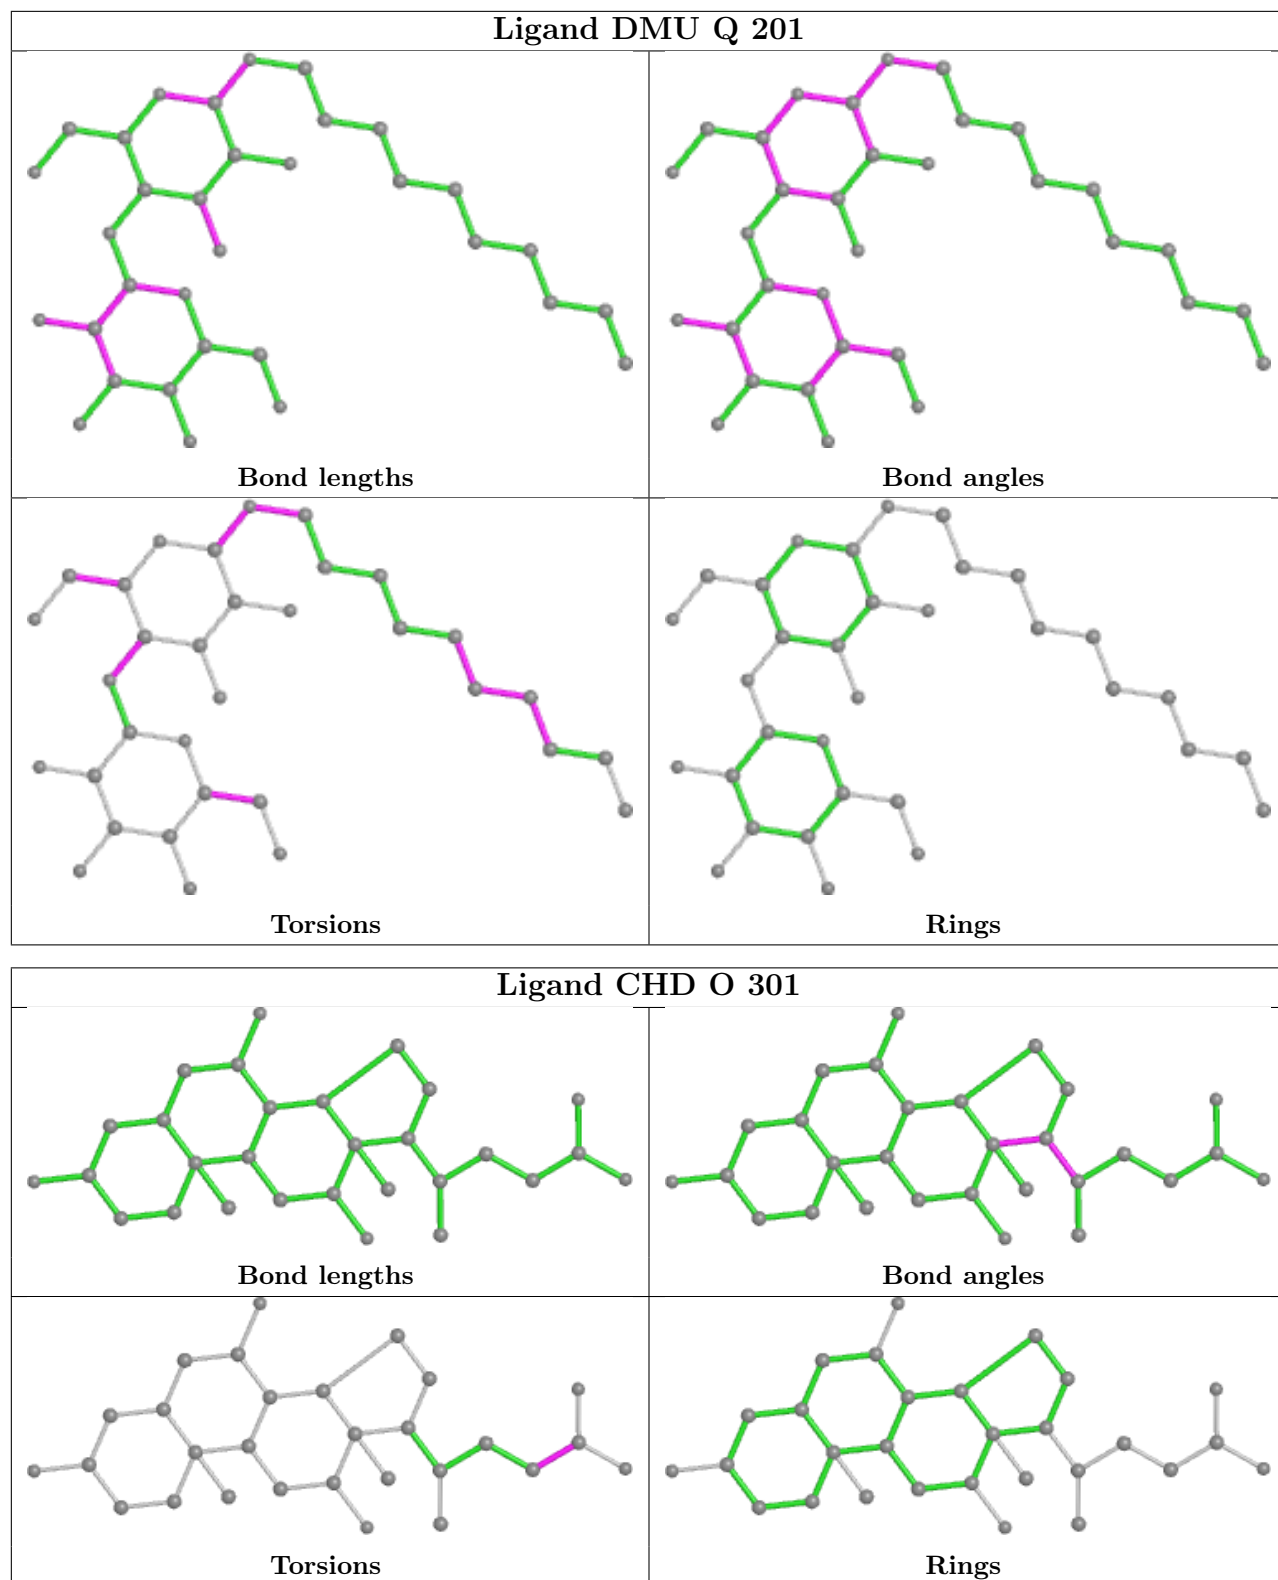 Ligand DMU Q 201
Bond lengths
Bond angles
Torsions
Rings
Ligand CHD O 301
Bond lengths
Bond angles
Torsions
Rings